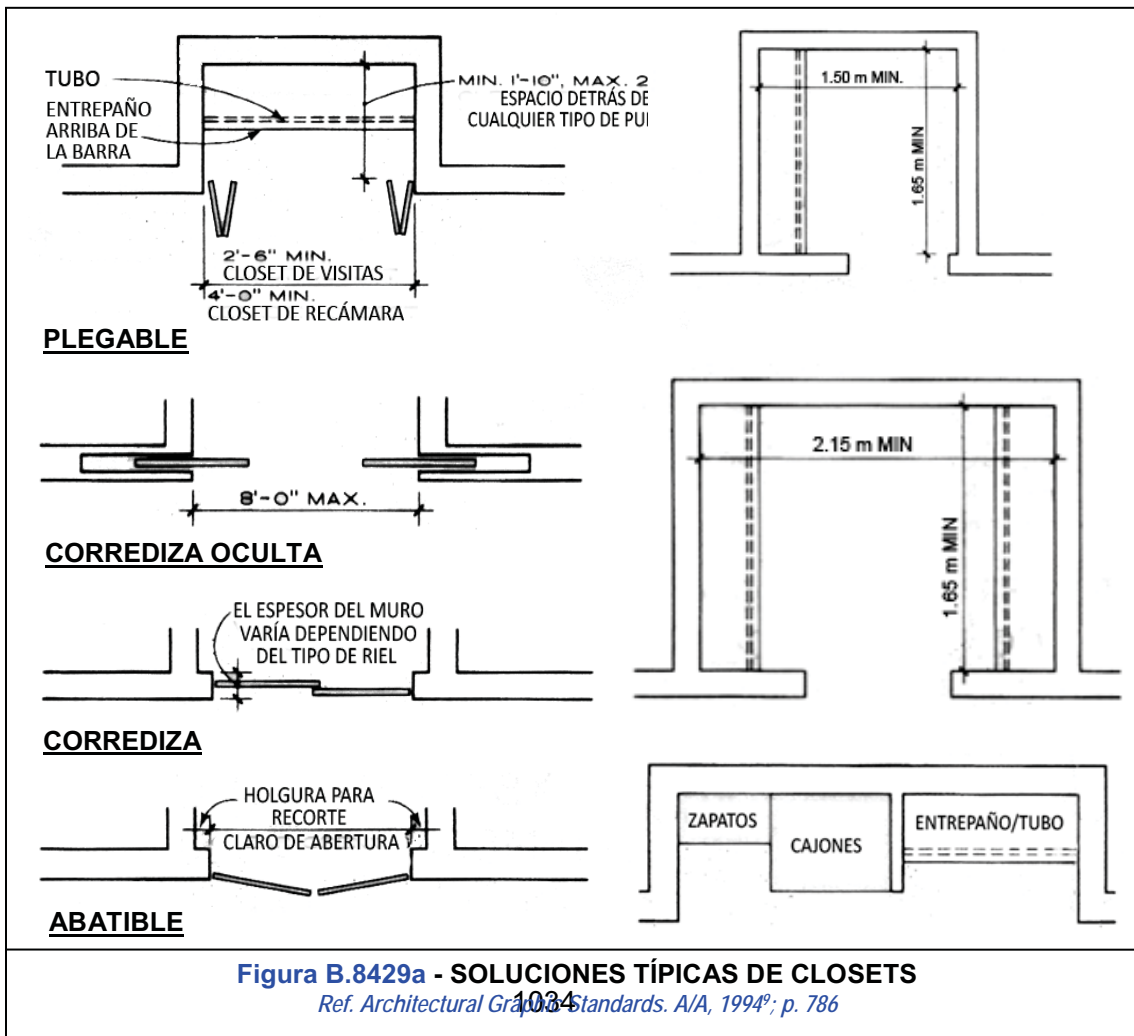 TUBO
ENTREPAÑO
ARRIBA DE
LA BARRA
MIN. 1'-10", MAX. 2
ESPACIO DETRÁS DE
CUALQUIER TIPO DE
2'-6" MIN.
CLOSET DE VISITAS
4'-0" MIN.
CLOSET DE RECÁMARA
PLEGABLE
1.50 m MIN.
1.65 m MIN
8'-0" MAX.
CORREDIZA OCULTA
2.15 m MIN
1.65 m MIN
EL ESPESOR DEL MURO
VARÍA DEPENDIENDO
DEL TIPO DE RIEL
CORREDIZA
HOLGURA PARA
RECORTE
CLARO DE ABERTURA
ABATIBLE
ZAPATOS
CAJONES
ENTREPAÑO/TUBO
Figura B.8429a - SOLUCIONES TÍPICAS DE CLOSETS
Ref. Architectural Graphic Standards. A/A, 1994⁹; p. 786
1034